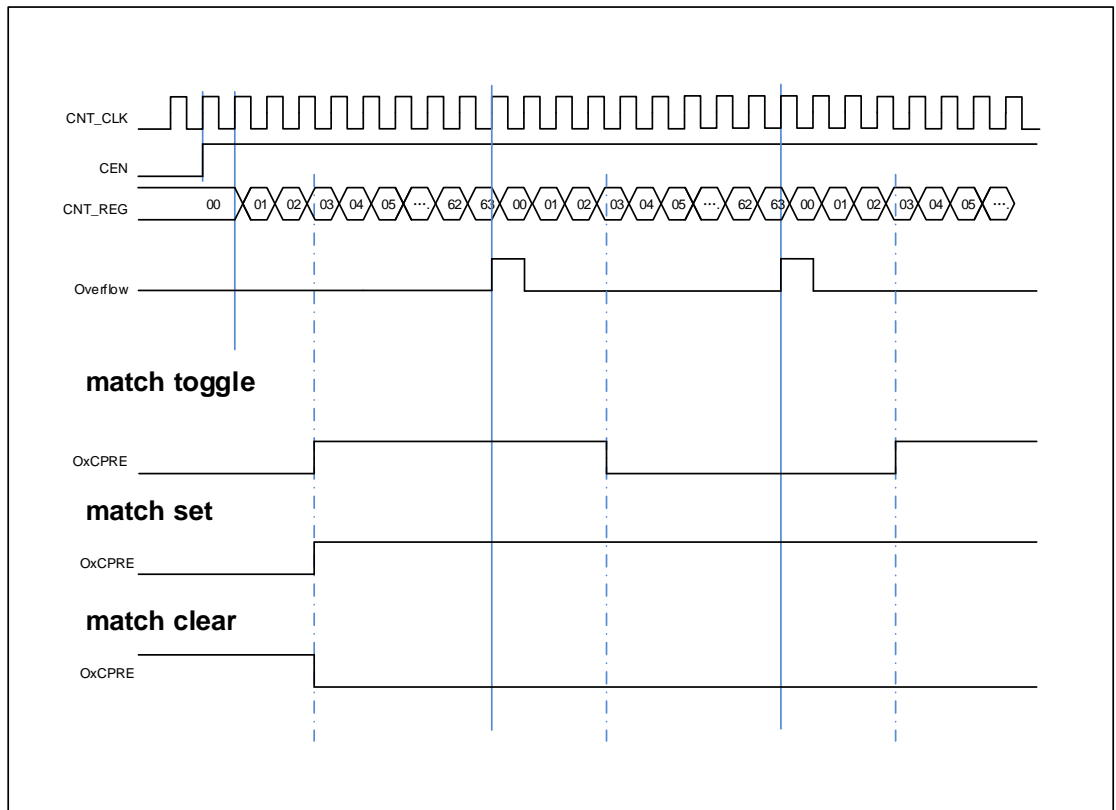 CNT_CLK
CEN
CNT_REG 00 01 02 03 04 05 ···. 62 63 00 01 02 03 04 05 ···. 62 63 00 01 02 03 04 05 ···.
Overflow
match toggle
OxCPRE
match set
OxCPRE
match clear
OxCPRE